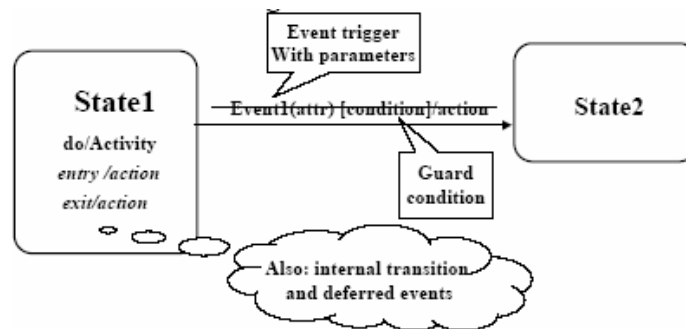 Event trigger
With parameters
State1
do/Activity
entry /action
exit/action
Event1(attr) [condition]/action
State2
Guard
condition
Also: internal transition
and deferred events